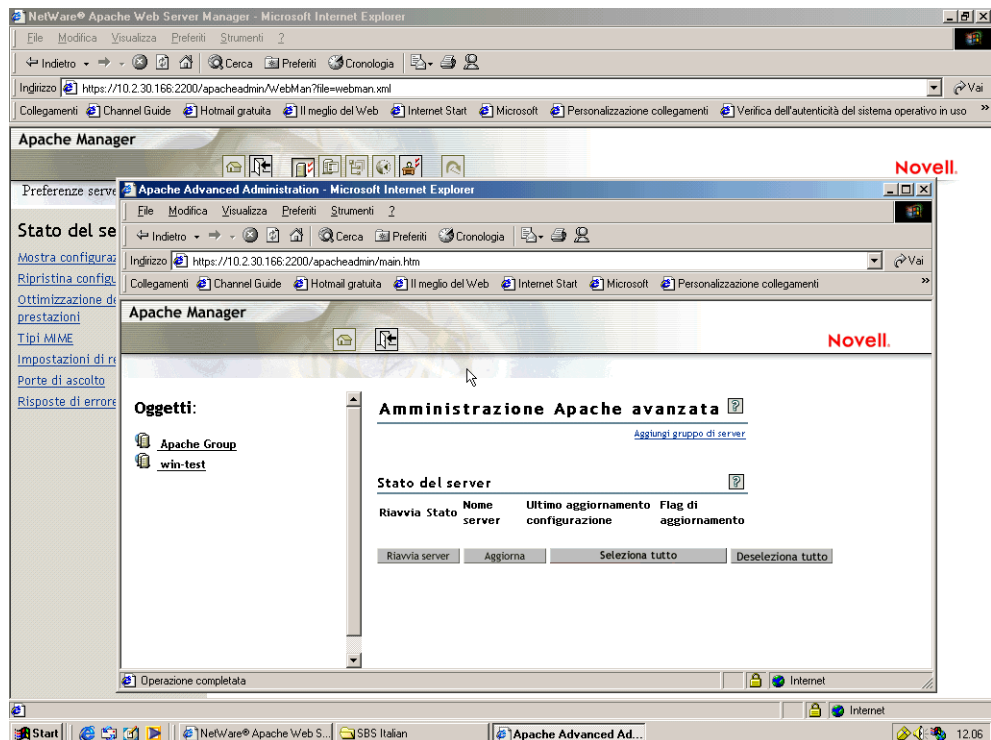 NetWare® Apache Web Server Manager - Microsoft Internet Explorer
File Modifica Visualizza Preferiti Strumenti ?
Indietro Cerca Preferiti Cronologia
Indirizzo https://10.2.30.166:2200/apacheadmin/WebMan?file=webman.xml Vai
Collegamenti Channel Guide Hotmail gratuita Il meglio del Web Internet Start Microsoft Personalizzazione collegamenti Verifica dell'autenticità del sistema operativo in uso »
Apache Manager
Novell.
Preferenze serve
Stato del se
Mostra configuraz
Ripristina configu
Ottimizzazione de
prestazioni
Tipi MIME
Impostazioni di re
Porte di ascolto
Risposte di errore
Apache Advanced Administration - Microsoft Internet Explorer
File Modifica Visualizza Preferiti Strumenti ?
Indietro Cerca Preferiti Cronologia
Indirizzo https://10.2.30.166:2200/apacheadmin/main.htm Vai
Collegamenti Channel Guide Hotmail gratuita Il meglio del Web Internet Start Microsoft Personalizzazione collegamenti »
Apache Manager
Novell.
Oggetti:
Apache Group
win-test
Amministrazione Apache avanzata ?
Aggiungi gruppo di server
Stato del server ?
Riavvia Stato Nome server Ultimo aggiornamento configurazione Flag di aggiornamento
Riavvia server Aggiorna Seleziona tutto Deseleziona tutto
Operazione completata Internet
Internet
Start NetWare® Apache Web S... SBS Italian Apache Advanced Ad... 12.06